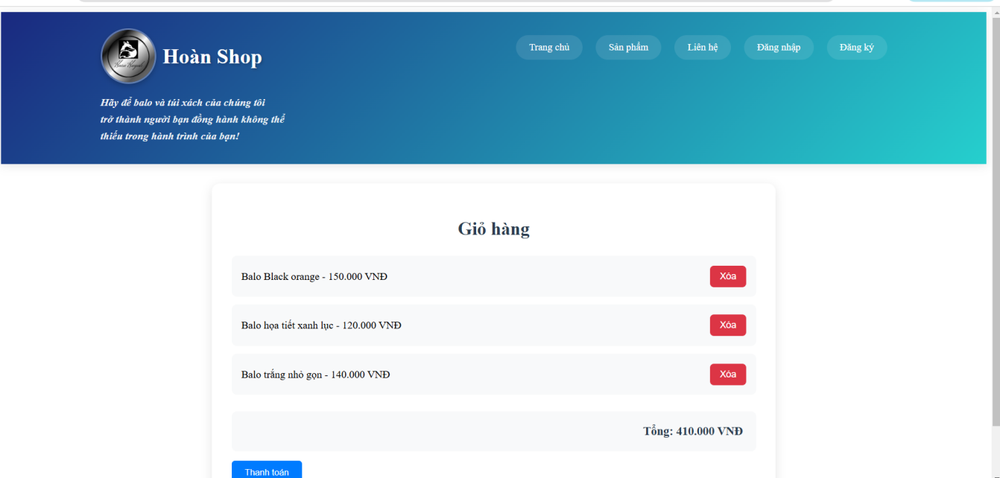 Hoàn Shop
Trang chủ
Sản phẩm
Liên hệ
Đăng nhập
Đăng ký
Hãy để balo và túi xách của chúng tôi
trở thành người bạn đồng hành không thể
thiếu trong hành trình của bạn!
Giỏ hàng
Balo Black orange - 150.000 VNĐ
Xóa
Balo họa tiết xanh lục - 120.000 VNĐ
Xóa
Balo trắng nhỏ gọn - 140.000 VNĐ
Xóa
Tổng: 410.000 VNĐ
Thanh toán